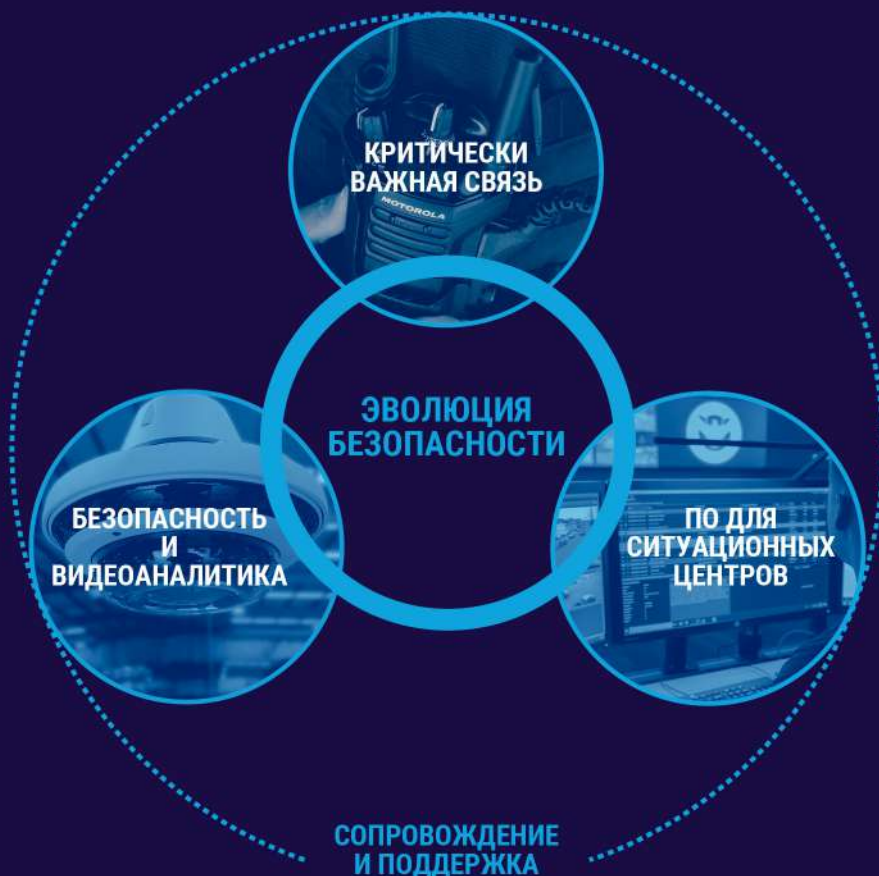 КРИТИЧЕСКИ
ВАЖНАЯ СВЯЗЬ
MOTOROLA
ЭВОЛЮЦИЯ
БЕЗОПАСНОСТИ
БЕЗОПАСНОСТЬ
И
ВИДЕОАНАЛИТИКА
ПО ДЛЯ
СИТУАЦИОННЫХ
ЦЕНТРОВ
СОПРОВОЖДЕНИЕ
И ПОДДЕРЖКА